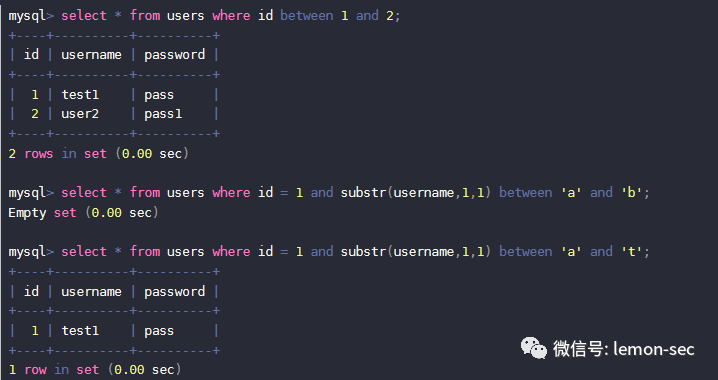 mysql> select * from users where id between 1 and 2;
+----+----------+----------+
| id | username | password |
+----+----------+----------+
|  1 | test1    | pass     |
|  2 | user2    | pass1    |
+----+----------+----------+
2 rows in set (0.00 sec)
mysql> select * from users where id = 1 and substr(username,1,1) between 'a' and 'b';
Empty set (0.00 sec)
mysql> select * from users where id = 1 and substr(username,1,1) between 'a' and 't';
+----+----------+----------+
| id | username | password |
+----+----------+----------+
|  1 | test1    | pass     |
+----+----------+----------+
1 row in set (0.00 sec)
微信号: lemon-sec